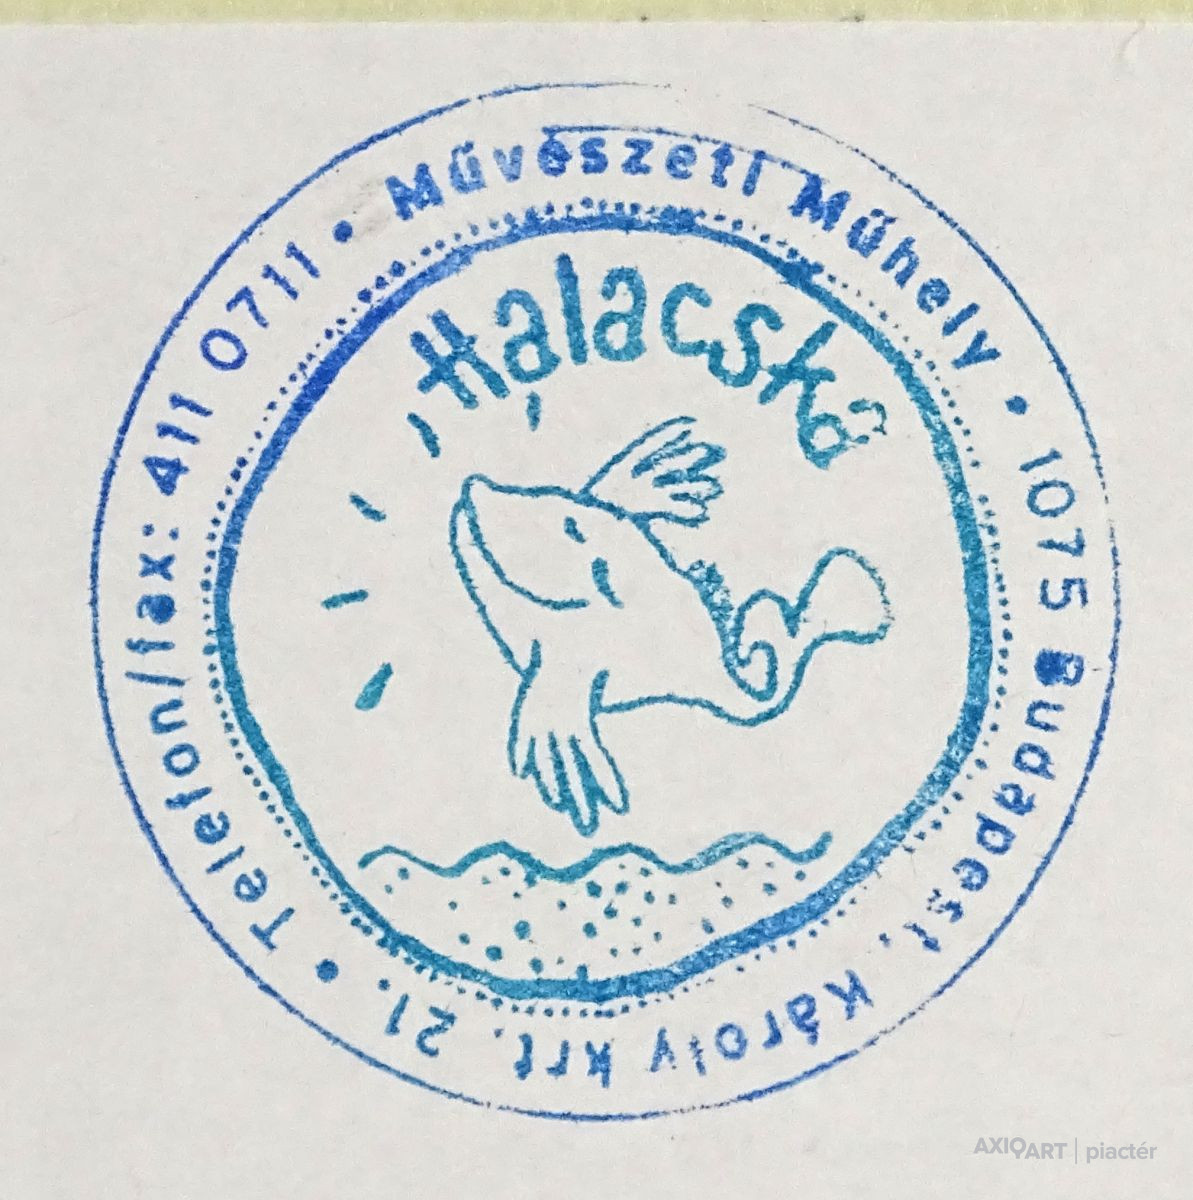 Művészeti Műhely • 1075 Budapest, Károly krt. 21. • Telefon/fax: 411 0711 •
Halacska
AXIOART | piactér